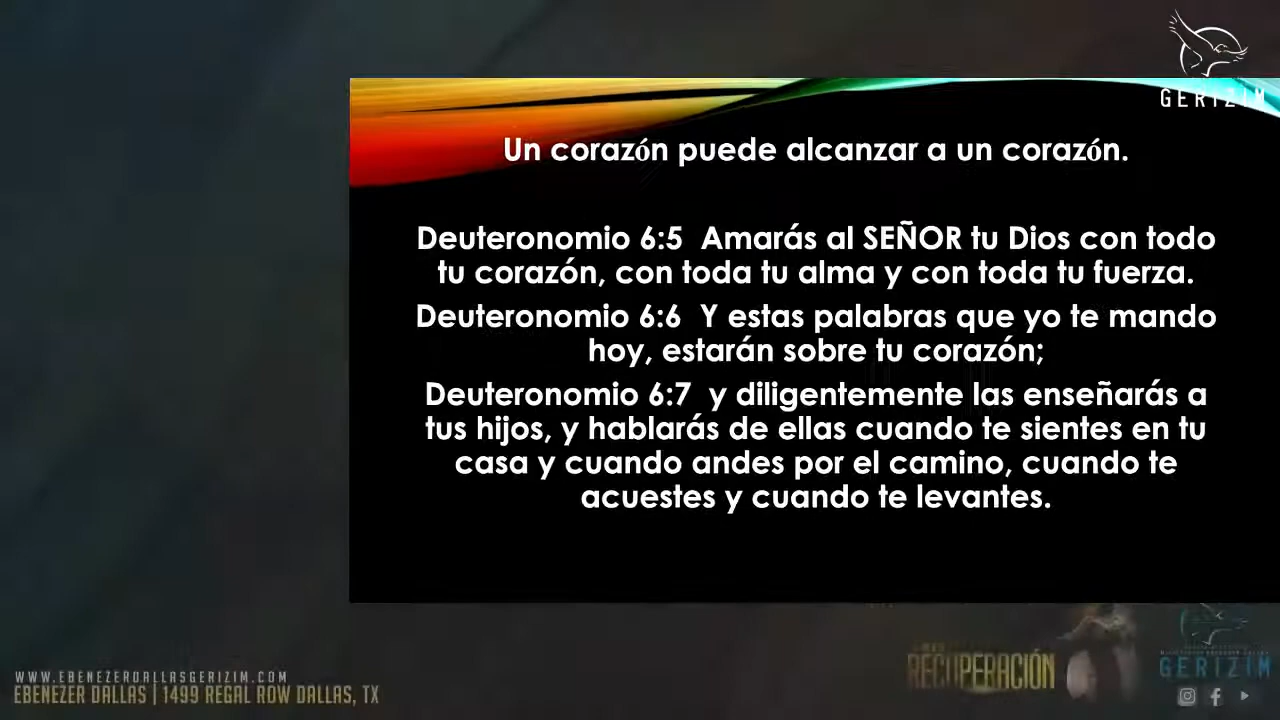 GERIZIM
Un corazón puede alcanzar a un corazón.
Deuteronomio 6:5 Amarás al SEÑOR tu Dios con todo
tu corazón, con toda tu alma y con toda tu fuerza.
Deuteronomio 6:6 Y estas palabras que yo te mando
hoy, estarán sobre tu corazón;
Deuteronomio 6:7 y diligentemente las enseñarás a
tus hijos, y hablarás de ellas cuando te sientes en tu
casa y cuando andes por el camino, cuando te
acuestes y cuando te levantes.
RECUPERACIÓN
GERIZIM
WWW.EBENEZERDALLASGERIZIM.COM
EBENEZER DALLAS | 1499 REGAL ROW DALLAS, TX